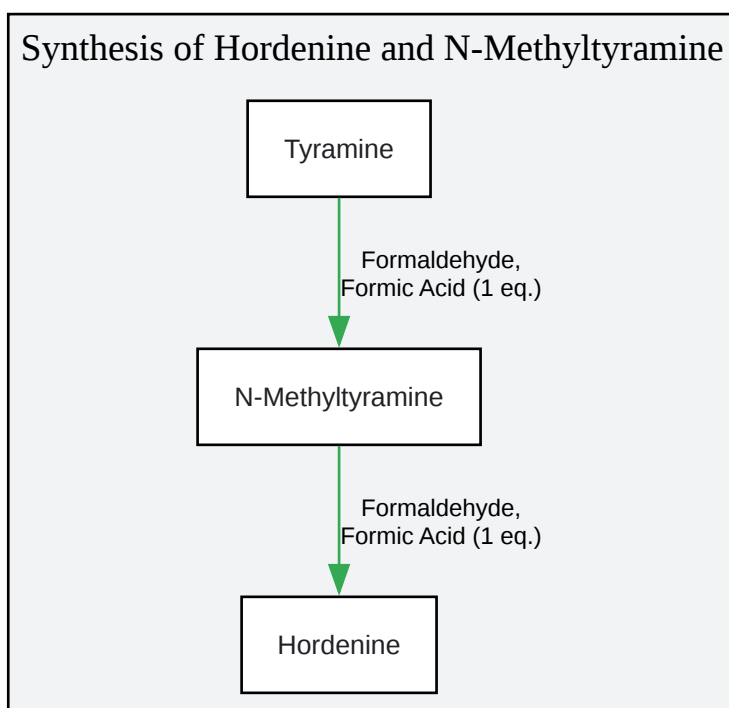 Synthesis of Hordenine and N-Methyltyramine
Tyramine
Formaldehyde,
Formic Acid (1 eq.)
N-Methyltyramine
Formaldehyde,
Formic Acid (1 eq.)
Hordenine